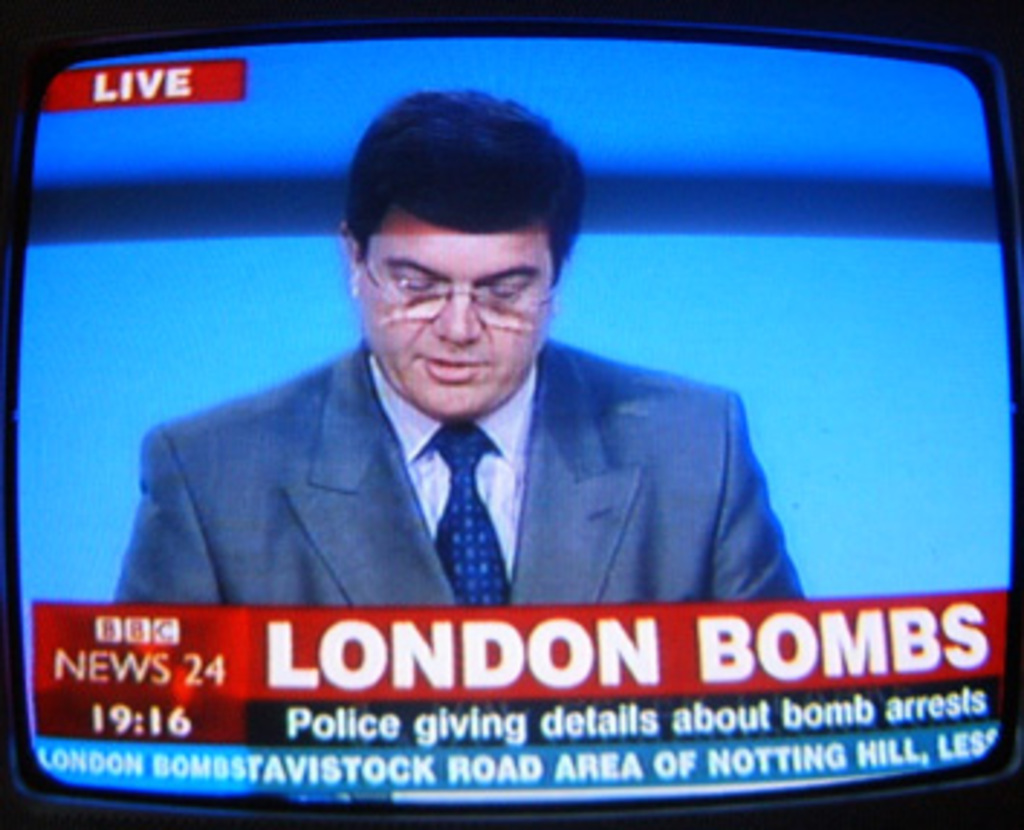 LIVE
BBC
NEWS 24
19:16
LONDON BOMBS
Police giving details about bomb arrests
LONDON BOMBS TAVISTOCK ROAD AREA OF NOTTING HILL, LESS